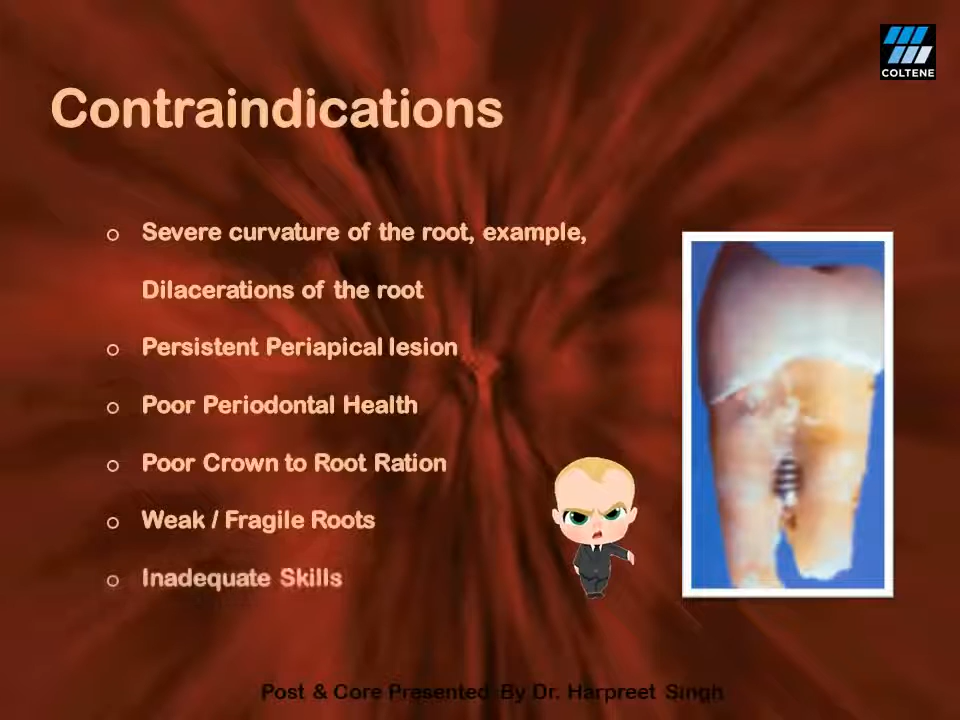 COLTENE
Contraindications
o Severe curvature of the root, example,
Dilacerations of the root
o Persistent Periapical lesion
o Poor Periodontal Health
o Poor Crown to Root Ration
o Weak / Fragile Roots
o Inadequate Skills
Post & Core Presented By Dr. Harpreet Singh